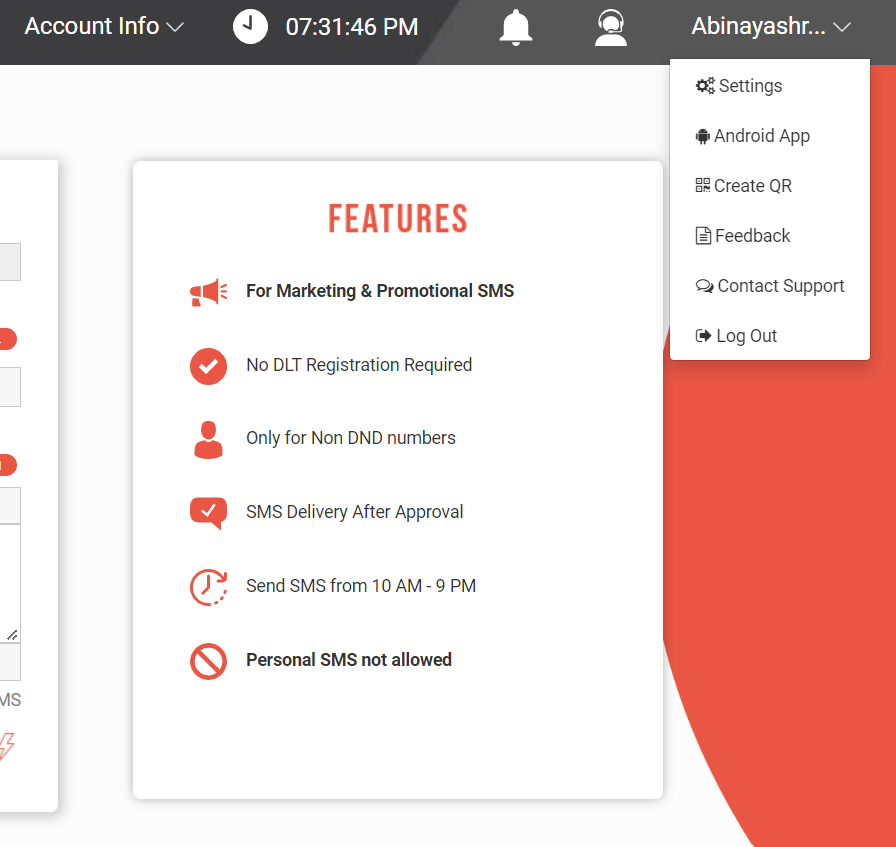 Account Info
07:31:46 PM
Abinayashr...
Settings
Android App
Create QR
Feedback
Contact Support
Log Out
FEATURES
For Marketing & Promotional SMS
No DLT Registration Required
Only for Non DND numbers
SMS Delivery After Approval
Send SMS from 10 AM - 9 PM
Personal SMS not allowed
MS